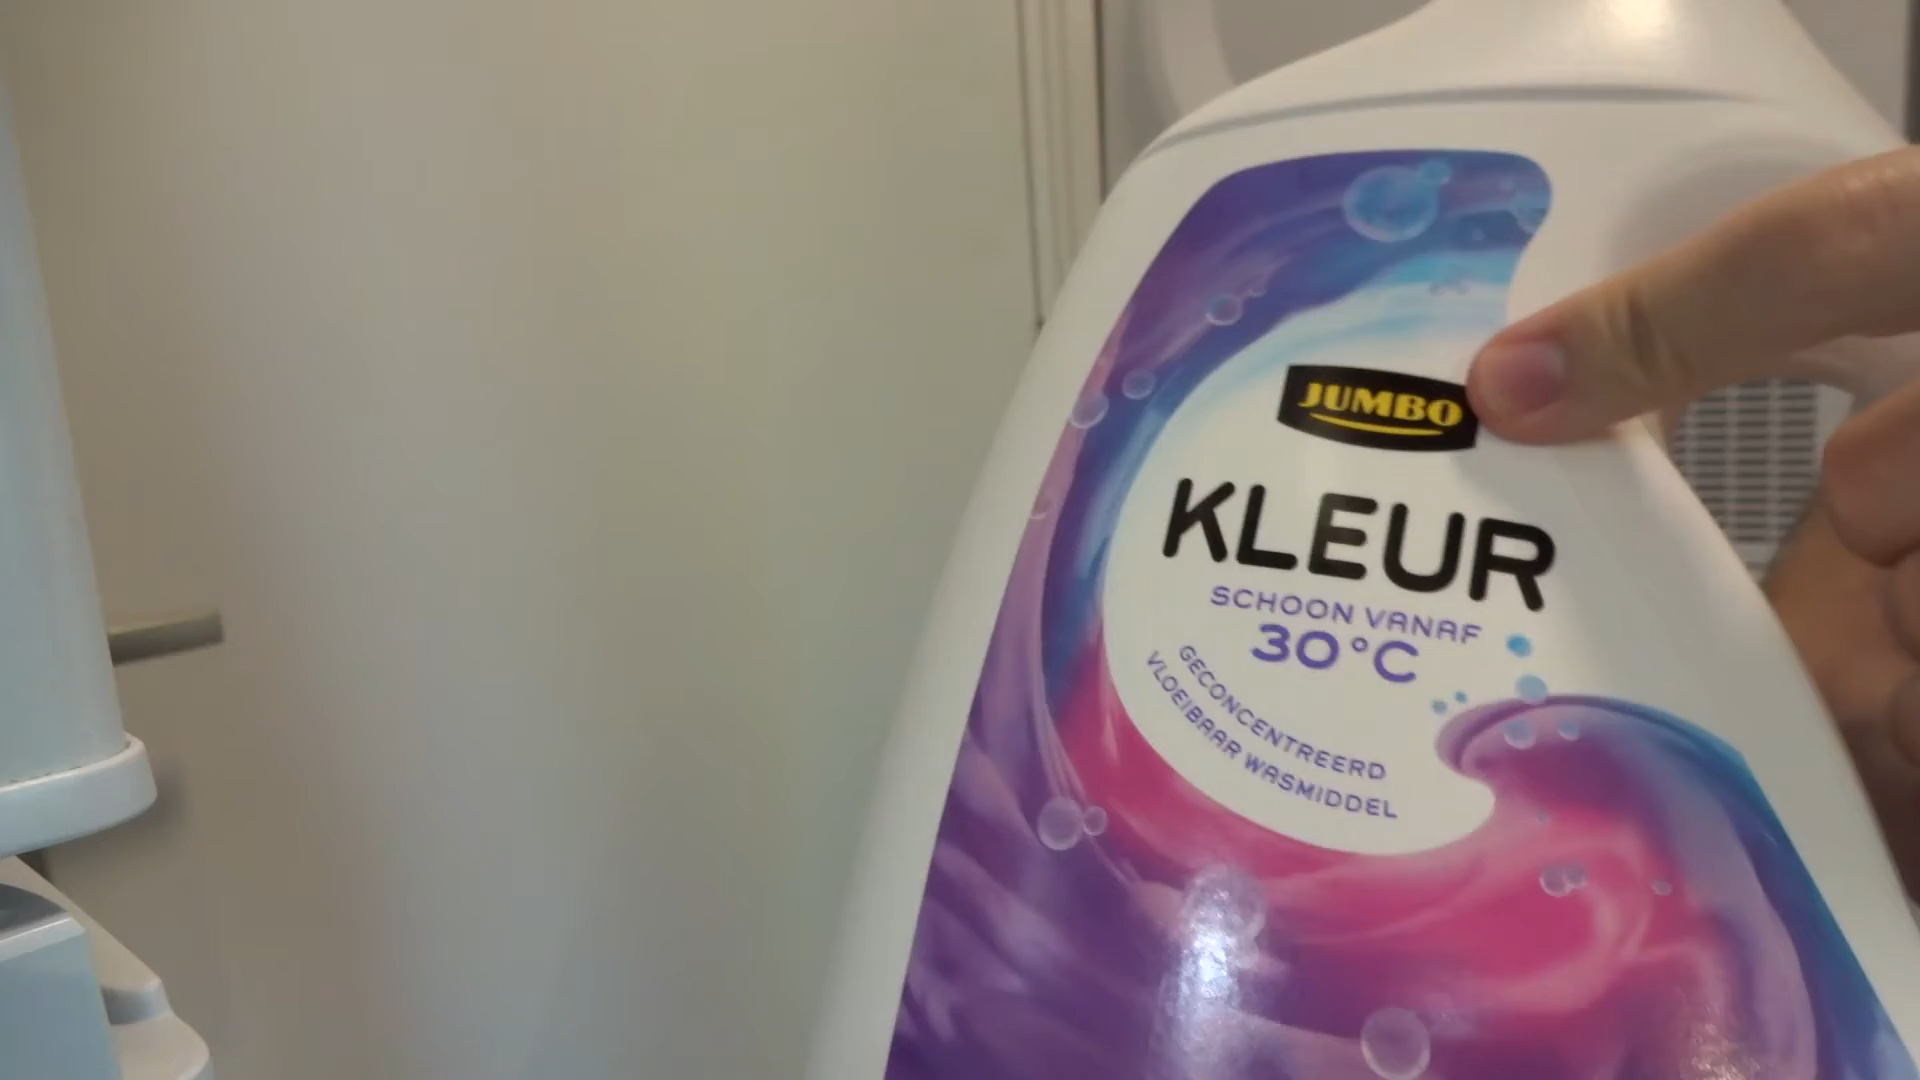 JUMBO
KLEUR
SCHOON VANAF
30°C
GECONCENTREERD
VLOEIBAAR WASMIDDEL